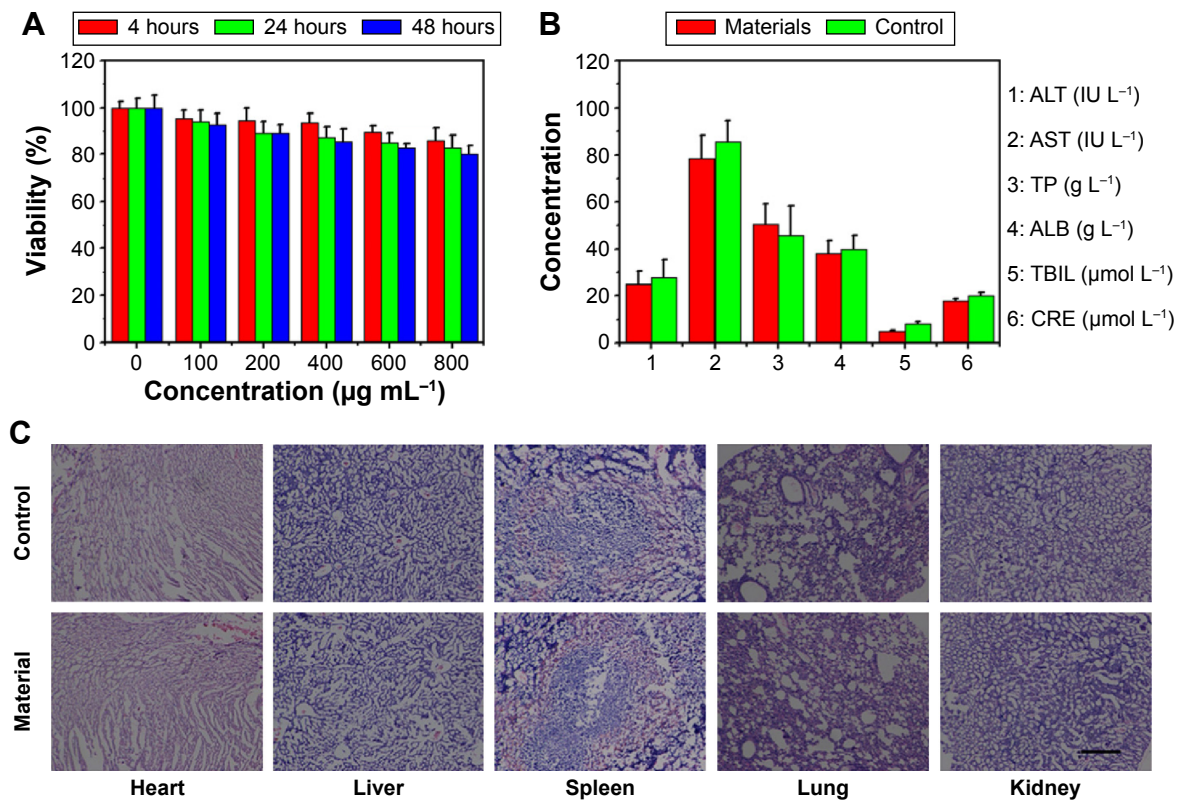 A
4 hours 24 hours 48 hours
120
100
80
60
40
20
0
Viability (%)
0 100 200 400 600 800
Concentration (µg mL⁻¹)
B
Materials Control
120
100
80
60
40
20
0
Concentration
1 2 3 4 5 6
1: ALT (IU L⁻¹)
2: AST (IU L⁻¹)
3: TP (g L⁻¹)
4: ALB (g L⁻¹)
5: TBIL (µmol L⁻¹)
6: CRE (µmol L⁻¹)
C
Control
Material
Heart Liver Spleen Lung Kidney